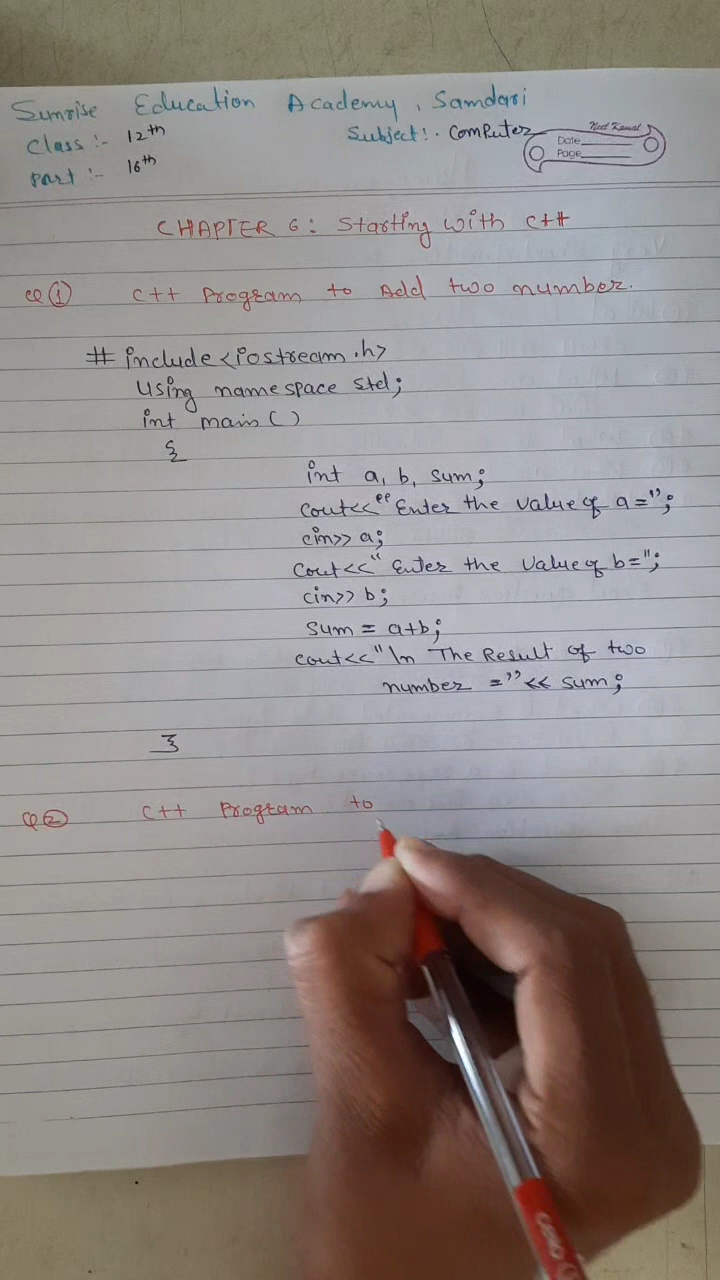 Sunrise Education Academy, Samdari
Class :- 12th
Subject :- Computer
Neel Kamal
Date
Page
Part :- 16th
CHAPTER 6 : Starting With C++
Q① C++ Program to Add two number.
# include <iostream.h>
using namespace std;
int main ( )
{
int a, b, sum;
cout<<"Enter the value of a =";
cin>> a;
cout<<"Enter the value of b=";
cin>> b;
sum = a+b;
cout<<"\n The Result of two
number =" << sum;
}
Q② C++ Program to